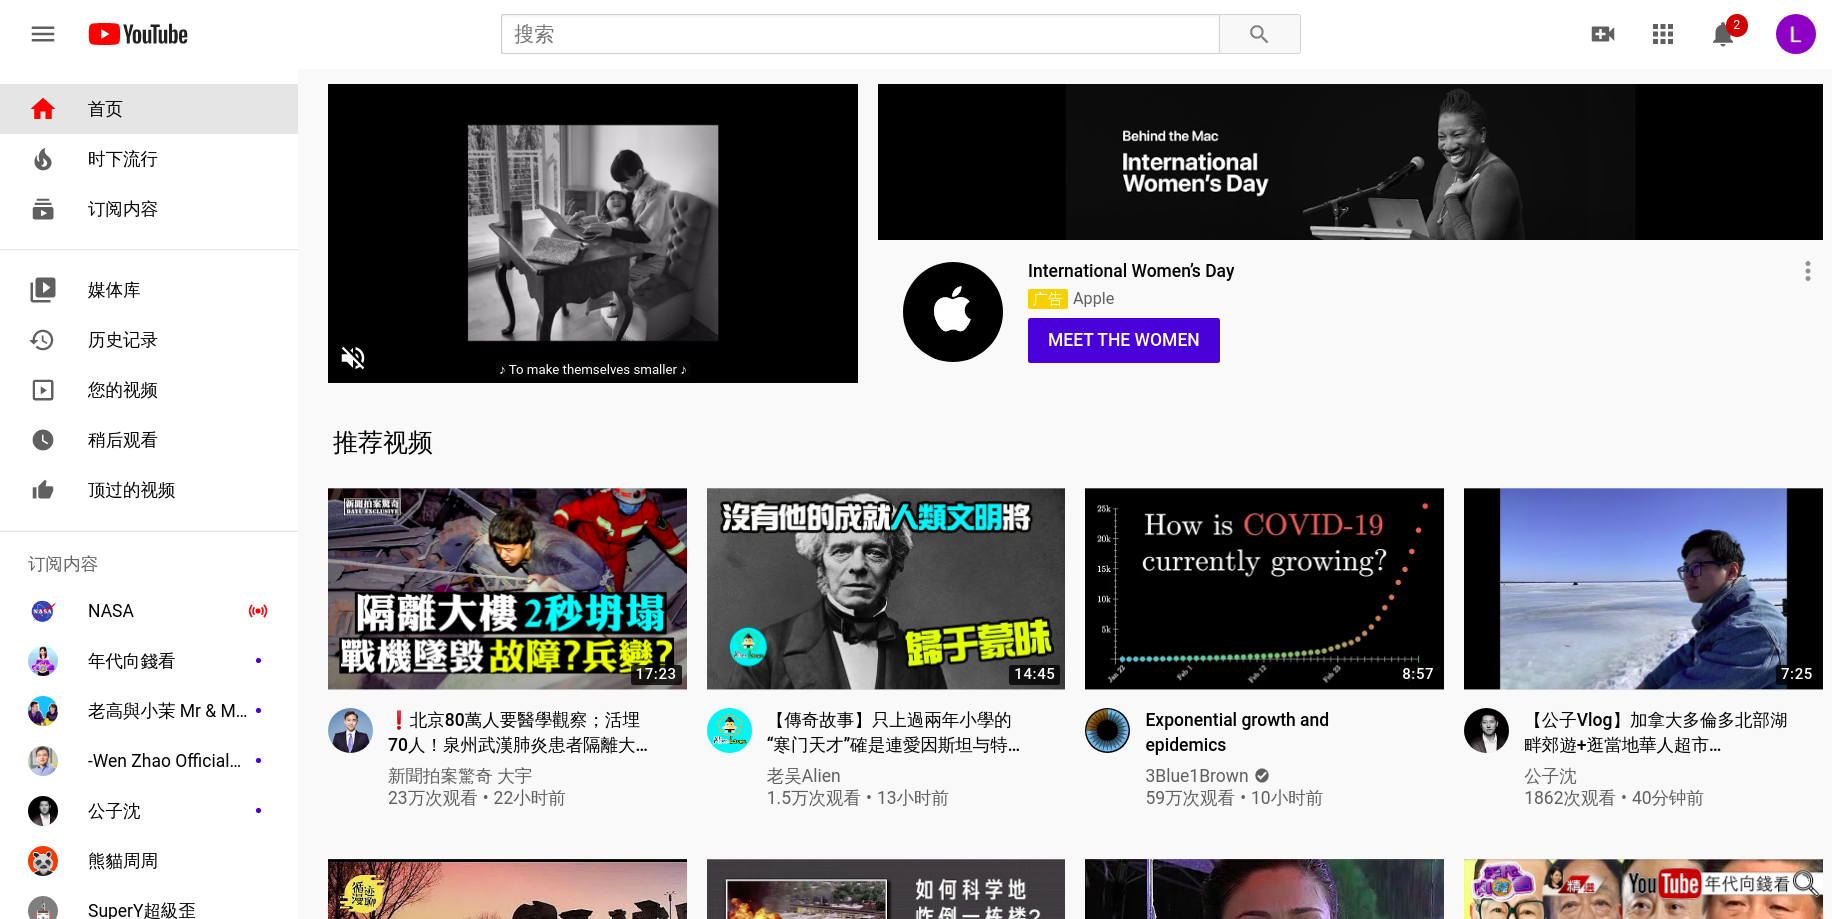 YouTube
搜索
2
L
首页
时下流行
订阅内容
媒体库
历史记录
您的视频
稍后观看
顶过的视频
订阅内容
NASA
年代向錢看
老高與小茉 Mr & M...
-Wen Zhao Official...
公子沈
熊貓周周
SuperY超級歪
♪ To make themselves smaller ♪
Behind the Mac
International
Women's Day
International Women's Day
广告 Apple
MEET THE WOMEN
推荐视频
新聞拍案驚奇
DAYU EXCLUSIVE
隔離大樓2秒坍塌
戰機墜毀故障?兵變?
17:23
❗北京80萬人要醫學觀察；活埋
70人！泉州武漢肺炎患者隔離大...
新聞拍案驚奇 大宇
23万次观看 • 22小时前
沒有他的成就人類文明將
歸于蒙昧
14:45
【傳奇故事】只上過兩年小學的
“寒门天才”確是連愛因斯坦与特...
老吴Alien
1.5万次观看 • 13小时前
How is COVID-19
currently growing?
25k
20k
15k
10k
5k
Jan 22
Feb 1
Feb 12
Feb 23
8:57
Exponential growth and
epidemics
3Blue1Brown
59万次观看 • 10小时前
7:25
【公子Vlog】加拿大多倫多北部湖
畔郊遊+逛當地華人超市...
公子沈
1862次观看 • 40分钟前
循迹
漫聊
如何科学地
炸倒一栋楼?
精選
YouTube 年代向錢看